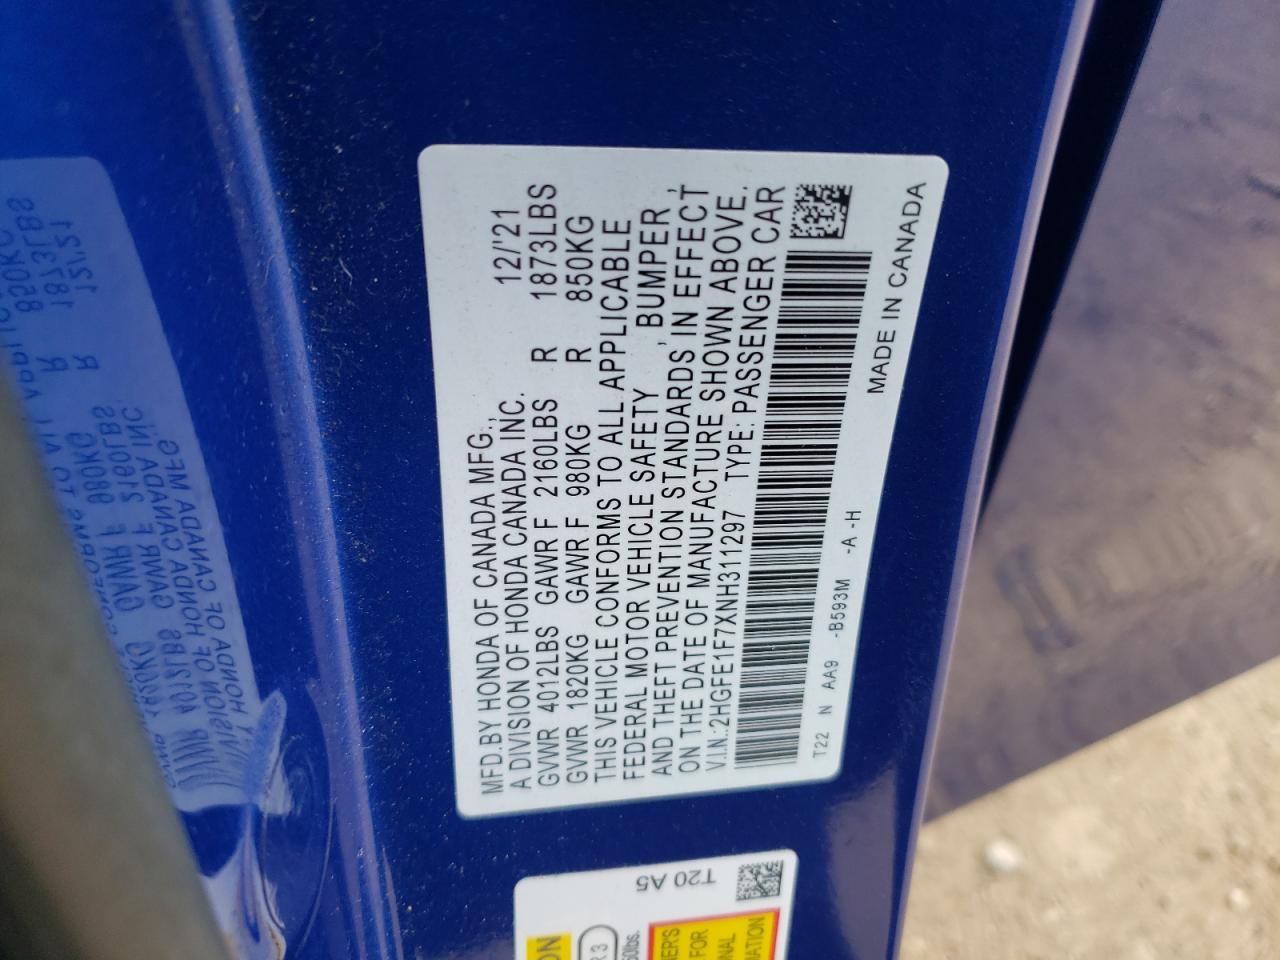 MFD.BY HONDA OF CANADA MFG.,
A DIVISION OF HONDA CANADA INC. 12/'21
GVWR 4012LBS GAWR F 2160LBS R 1873LBS
GVWR 1820KG GAWR F 980KG R 850KG
THIS VEHICLE CONFORMS TO ALL APPLICABLE
FEDERAL MOTOR VEHICLE SAFETY , BUMPER ,
AND THEFT PREVENTION STANDARDS IN EFFECT
ON THE DATE OF MANUFACTURE SHOWN ABOVE.
V.I.N.:2HGFE1F7XNH311297 TYPE: PASSENGER CAR
T22 N AA9 -B593M -A -H
MADE IN CANADA
T20 A5